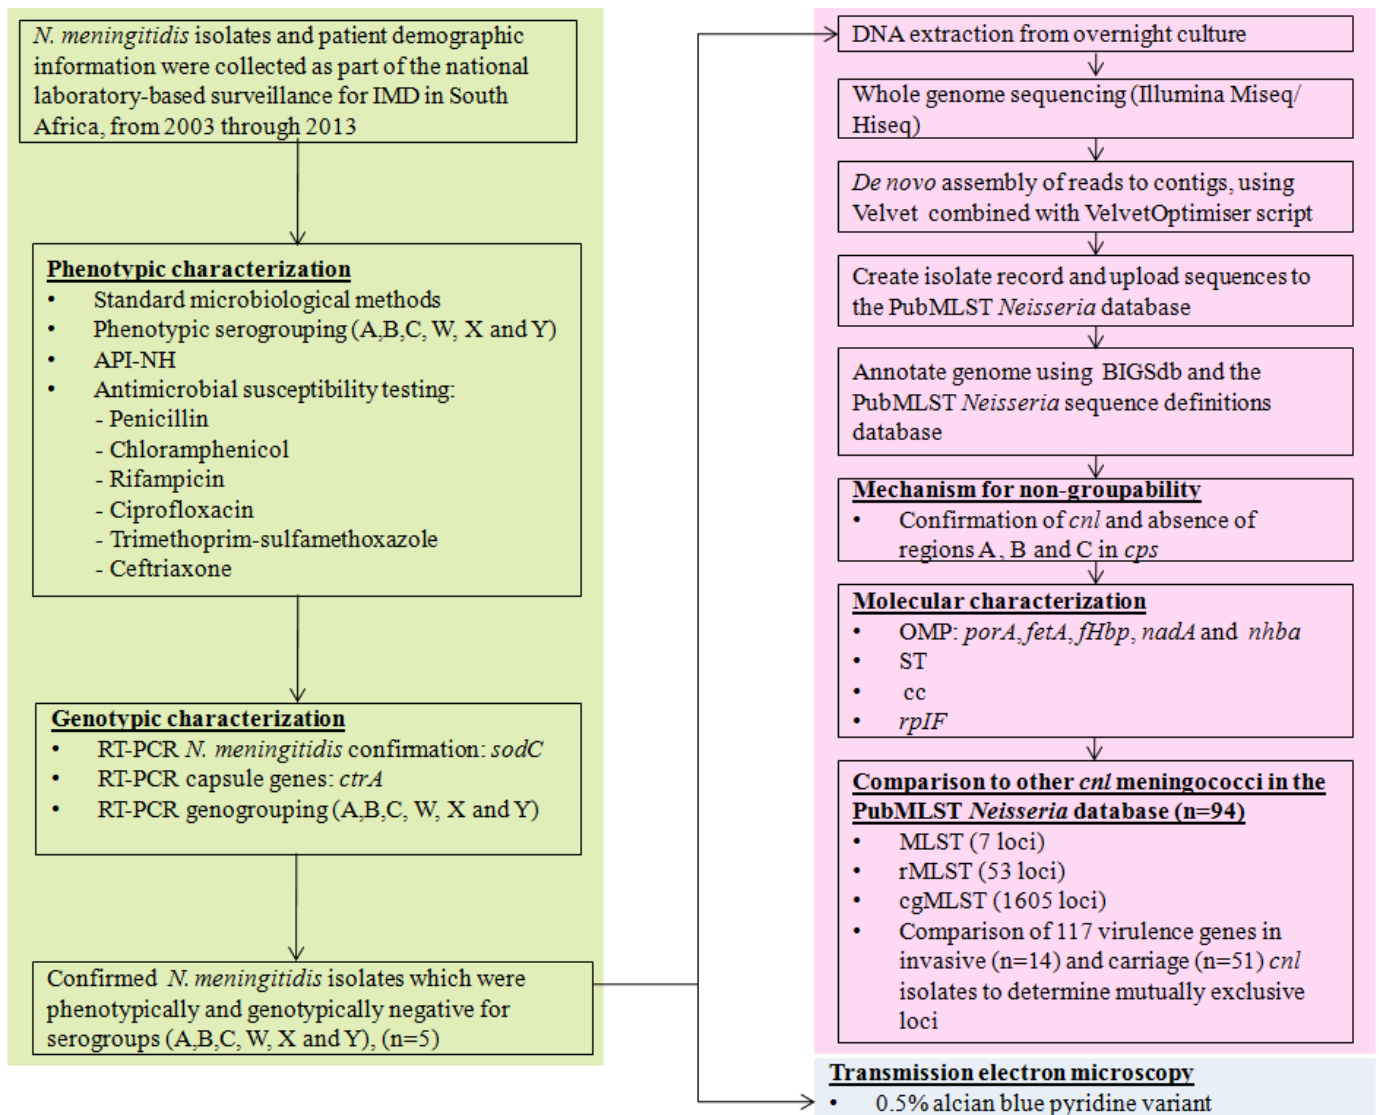 N. meningitidis isolates and patient demographic
information were collected as part of the national
laboratory-based surveillance for IMD in South
Africa, from 2003 through 2013
Phenotypic characterization
• Standard microbiological methods
• Phenotypic serogrouping (A,B,C, W, X and Y)
• API-NH
• Antimicrobial susceptibility testing:
- Penicillin
- Chloramphenicol
- Rifampicin
- Ciprofloxacin
- Trimethoprim-sulfamethoxazole
- Ceftriaxone
Genotypic characterization
• RT-PCR N. meningitidis confirmation: sodC
• RT-PCR capsule genes: ctrA
• RT-PCR genogrouping (A,B,C, W, X and Y)
Confirmed N. meningitidis isolates which were
phenotypically and genotypically negative for
serogroups (A,B,C, W, X and Y), (n=5)
DNA extraction from overnight culture
Whole genome sequencing (Illumina Miseq/
Hiseq)
De novo assembly of reads to contigs, using
Velvet combined with VelvetOptimiser script
Create isolate record and upload sequences to
the PubMLST Neisseria database
Annotate genome using BIGSdb and the
PubMLST Neisseria sequence definitions
database
Mechanism for non-groupability
• Confirmation of cnl and absence of
regions A, B and C in cps
Molecular characterization
• OMP: porA, fetA, fHbp, nadA and nhba
• ST
• cc
• rpIF
Comparison to other cnl meningococci in the
PubMLST Neisseria database (n=94)
• MLST (7 loci)
• rMLST (53 loci)
• cgMLST (1605 loci)
• Comparison of 117 virulence genes in
invasive (n=14) and carriage (n=51) cnl
isolates to determine mutually exclusive
loci
Transmission electron microscopy
• 0.5% alcian blue pyridine variant